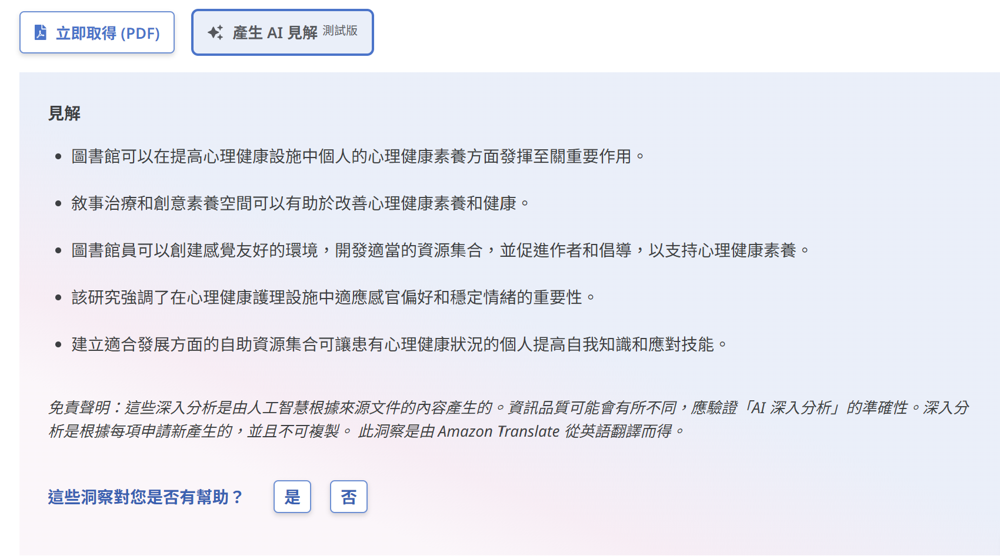 立即取得 (PDF)
產生 AI 見解 測試版
見解
圖書館可以在提高心理健康設施中個人的心理健康素養方面發揮至關重要作用。
敘事治療和創意素養空間可以有助於改善心理健康素養和健康。
圖書館員可以創建感覺友好的環境，開發適當的資源集合，並促進作者和倡導，以支持心理健康素養。
該研究強調了在心理健康護理設施中適應感官偏好和穩定情緒的重要性。
建立適合發展方面的自助資源集合可讓患有心理健康狀況的個人提高自我知識和應對技能。
免責聲明：這些深入分析是由人工智慧根據來源文件的內容產生的。資訊品質可能會有所不同，應驗證「AI 深入分析」的準確性。深入分
析是根據每項申請新產生的，並且不可複製。 此洞察是由 Amazon Translate 從英語翻譯而得。
這些洞察對您是否有幫助？ 是 否